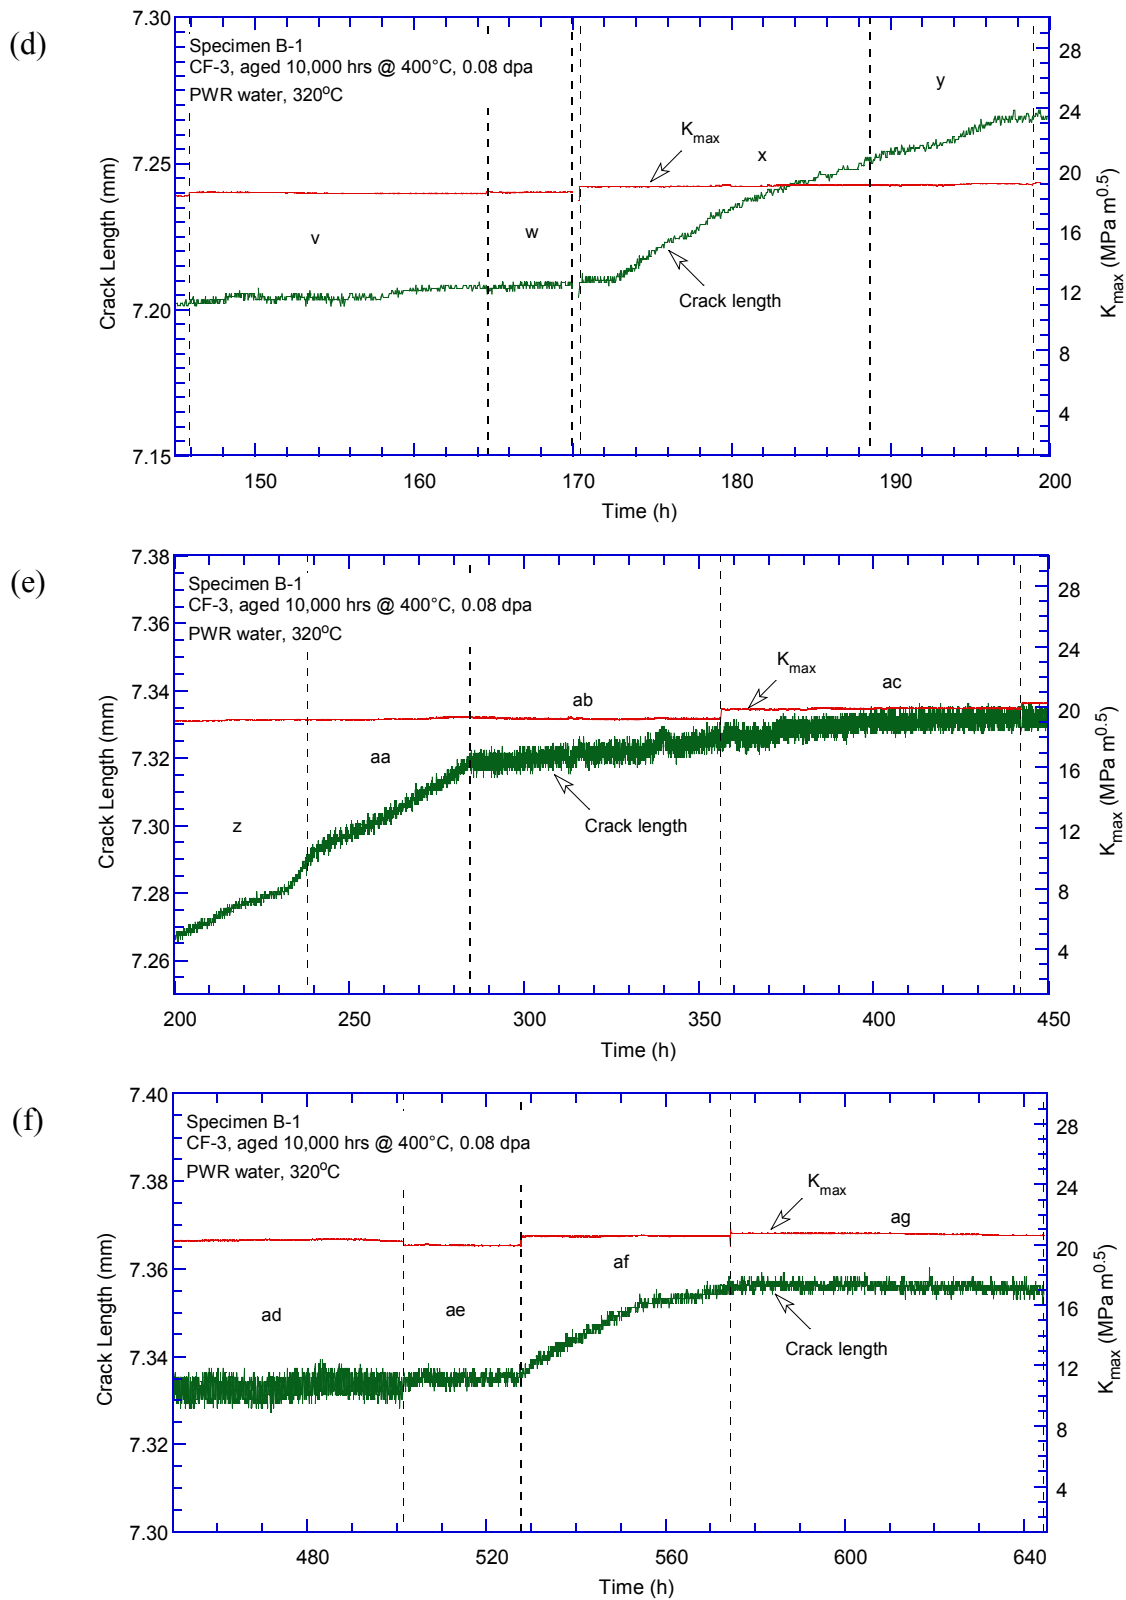 (d)
7.30
7.25
7.20
7.15
Crack Length (mm)
Specimen B-1
CF-3, aged 10,000 hrs @ 400°C, 0.08 dpa
PWR water, 320°C
Kmax
v
w
x
y
Crack length
28
24
20
16
12
8
4
Kmax (MPa m0.5)
150
160
170
180
190
200
Time (h)
(e)
7.38
7.36
7.34
7.32
7.30
7.28
7.26
Crack Length (mm)
Specimen B-1
CF-3, aged 10,000 hrs @ 400°C, 0.08 dpa
PWR water, 320°C
Kmax
z
aa
ab
ac
Crack length
28
24
20
16
12
8
4
Kmax (MPa m0.5)
200
250
300
350
400
450
Time (h)
(f)
7.40
7.38
7.36
7.34
7.32
7.30
Crack Length (mm)
Specimen B-1
CF-3, aged 10,000 hrs @ 400°C, 0.08 dpa
PWR water, 320°C
Kmax
ad
ae
af
ag
Crack length
28
24
20
16
12
8
4
Kmax (MPa m0.5)
480
520
560
600
640
Time (h)